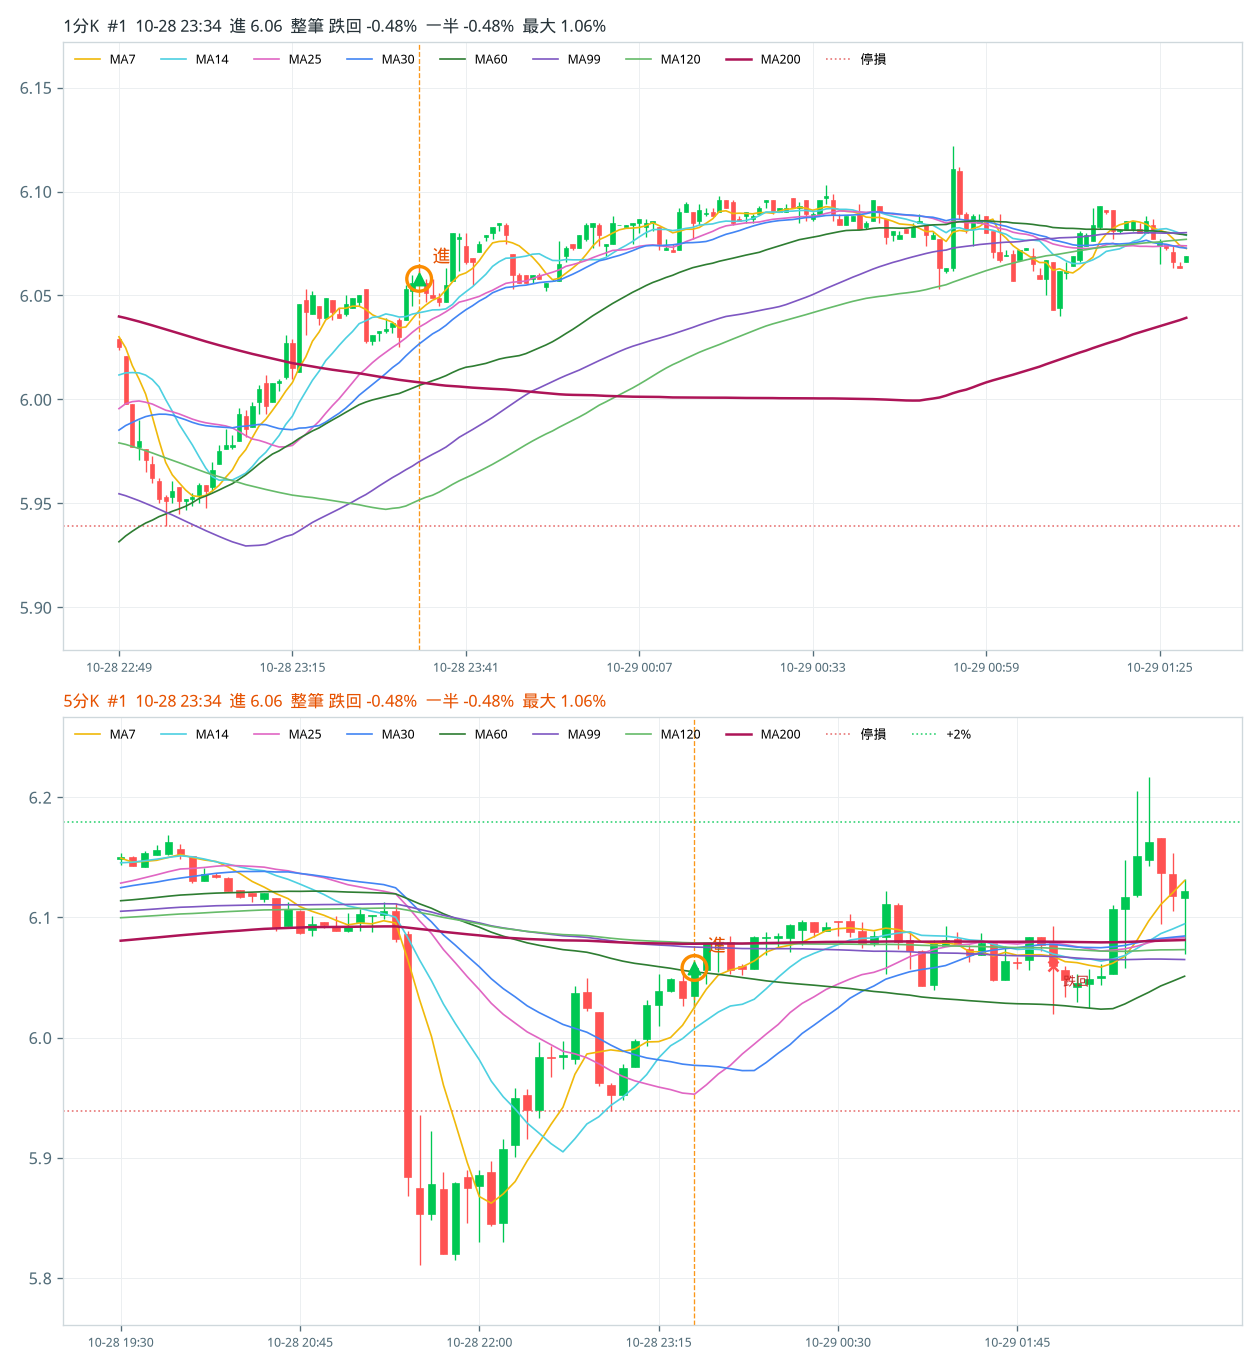 1分K  #1  10-28 23:34  進 6.06  整筆 跌回 -0.48%  一半 -0.48%  最大 1.06%
MA7 MA14 MA25 MA30 MA60 MA99 MA120 MA200 停損
6.15
6.10
進
6.05
6.00
5.95
5.90
10-28 22:49 10-28 23:15 10-28 23:41 10-29 00:07 10-29 00:33 10-29 00:59 10-29 01:25
5分K  #1  10-28 23:34  進 6.06  整筆 跌回 -0.48%  一半 -0.48%  最大 1.06%
MA7 MA14 MA25 MA30 MA60 MA99 MA120 MA200 停損 +2%
6.2
6.1
進
跌回
6.0
5.9
5.8
10-28 19:30 10-28 20:45 10-28 22:00 10-28 23:15 10-29 00:30 10-29 01:45